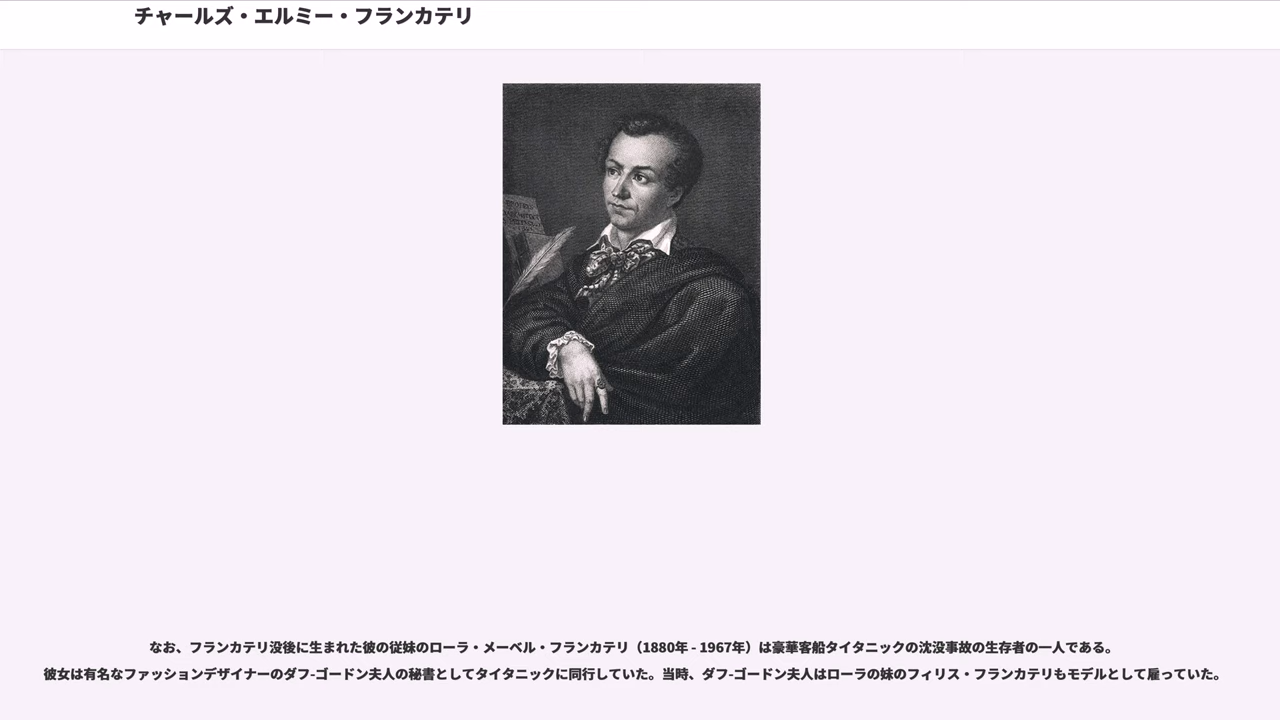 チャールズ・エルミー・フランカテリ
なお、フランカテリ没後に生まれた彼の従妹のローラ・メーベル・フランカテリ（1880年 - 1967年）は豪華客船タイタニックの沈没事故の生存者の一人である。
彼女は有名なファッションデザイナーのダフ-ゴードン夫人の秘書としてタイタニックに同行していた。当時、ダフ-ゴードン夫人はローラの妹のフィリス・フランカテリもモデルとして雇っていた。